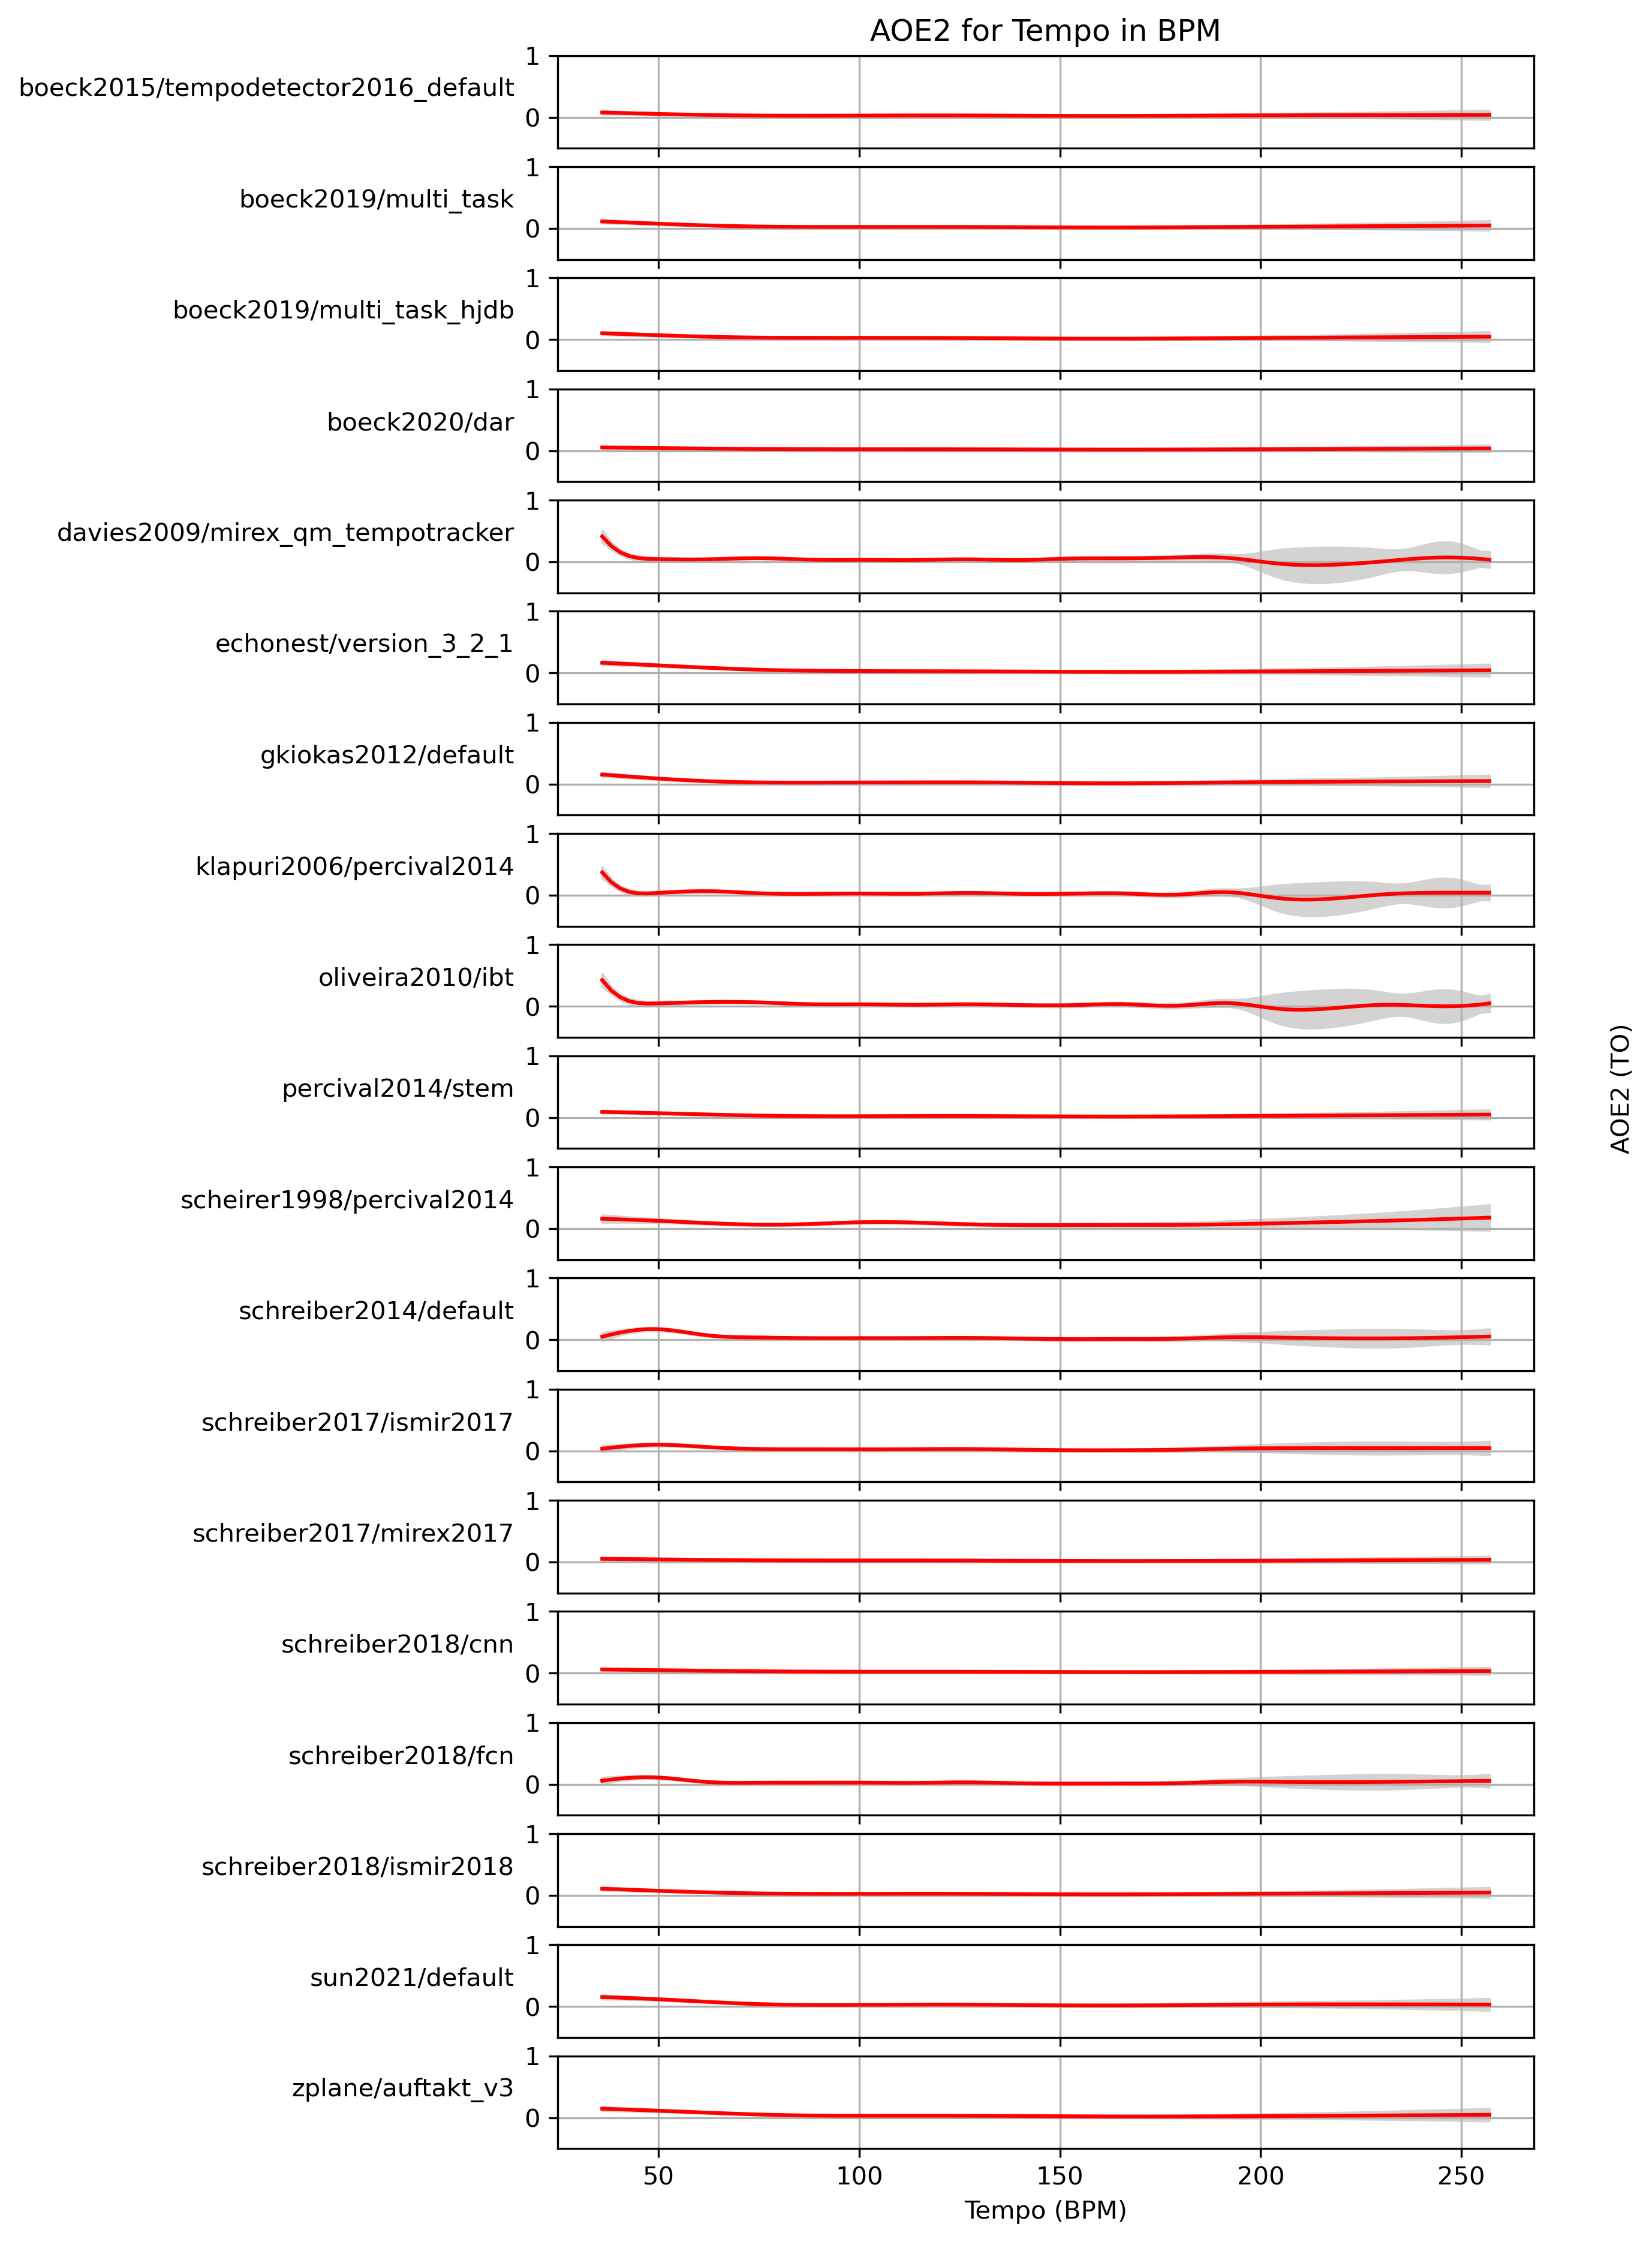 AOE2 for Tempo in BPM
boeck2015/tempodetector2016_default
1
0
boeck2019/multi_task
1
0
boeck2019/multi_task_hjdb
1
0
boeck2020/dar
1
0
davies2009/mirex_qm_tempotracker
1
0
echonest/version_3_2_1
1
0
gkiokas2012/default
1
0
klapuri2006/percival2014
1
0
oliveira2010/ibt
1
0
percival2014/stem
1
0
scheirer1998/percival2014
1
0
schreiber2014/default
1
0
schreiber2017/ismir2017
1
0
schreiber2017/mirex2017
1
0
schreiber2018/cnn
1
0
schreiber2018/fcn
1
0
schreiber2018/ismir2018
1
0
sun2021/default
1
0
zplane/auftakt_v3
1
0
50 100 150 200 250
Tempo (BPM)
AOE2 (TO)